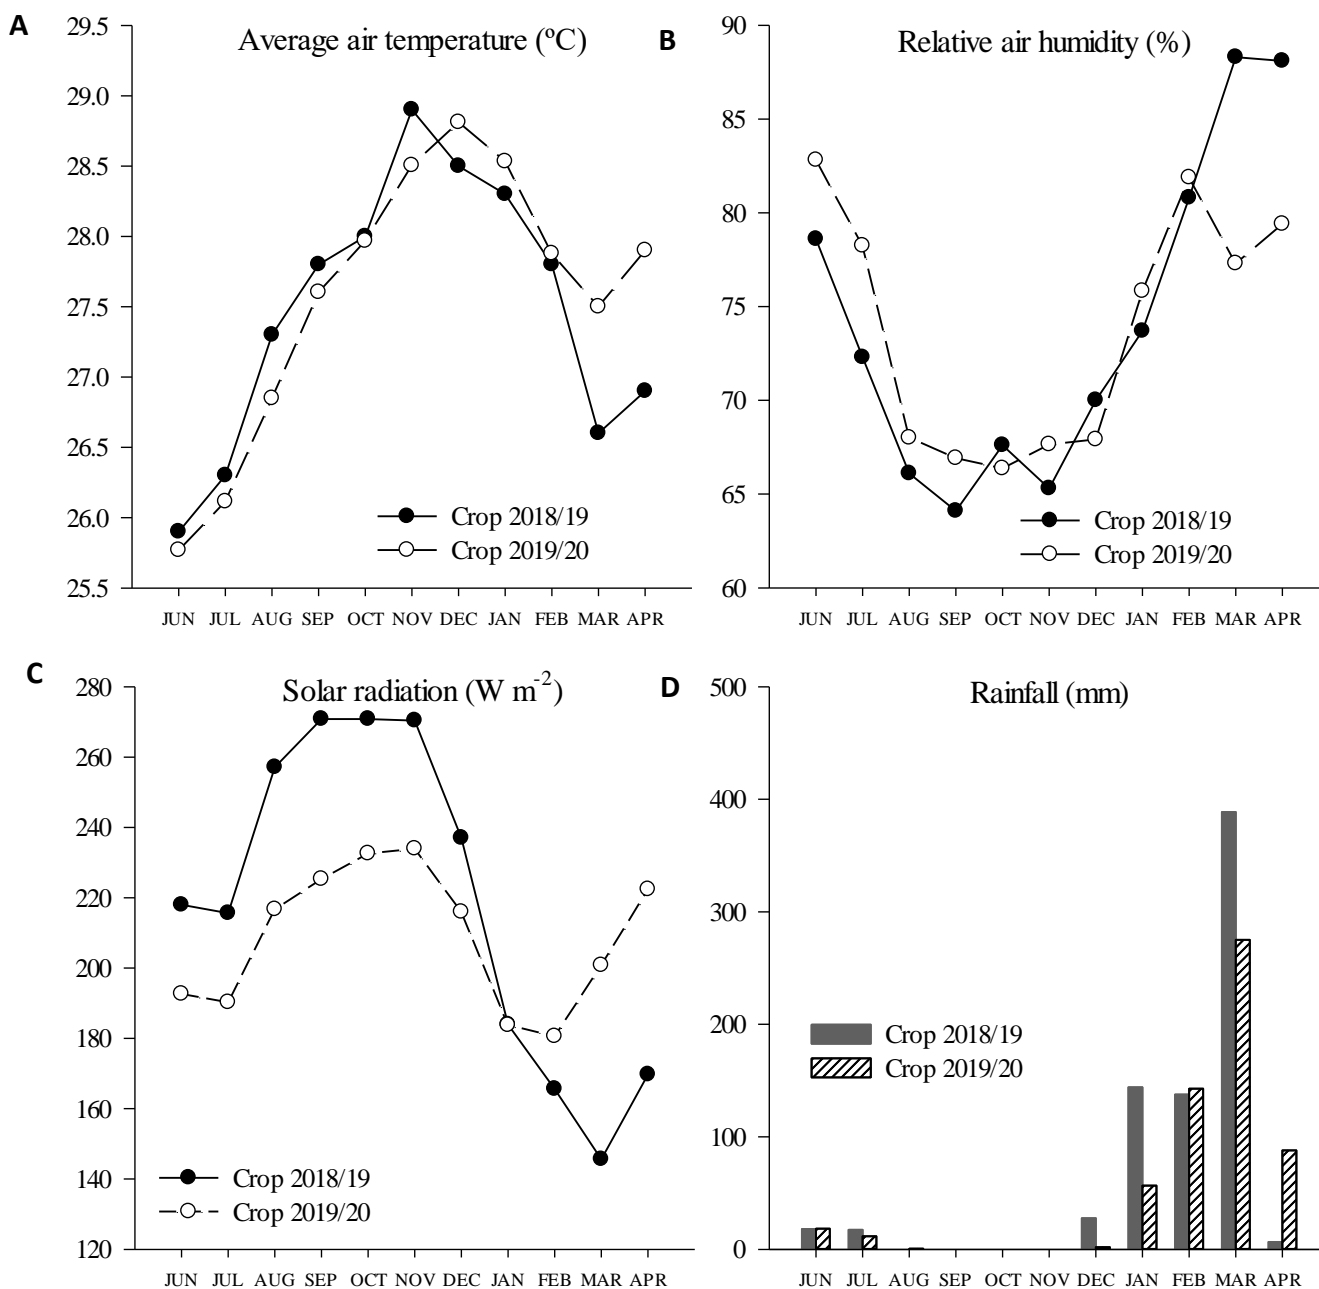 A
Average air temperature (ºC)
29.5
29.0
28.5
28.0
27.5
27.0
26.5
26.0
25.5
Crop 2018/19
Crop 2019/20
JUN JUL AUG SEP OCT NOV DEC JAN FEB MAR APR
B
Relative air humidity (%)
90
85
80
75
70
65
60
Crop 2018/19
Crop 2019/20
JUN JUL AUG SEP OCT NOV DEC JAN FEB MAR APR
C
Solar radiation (W m-2)
280
260
240
220
200
180
160
140
120
Crop 2018/19
Crop 2019/20
JUN JUL AUG SEP OCT NOV DEC JAN FEB MAR APR
D
Rainfall (mm)
500
400
300
200
100
0
Crop 2018/19
Crop 2019/20
JUN JUL AUG SEP OCT NOV DEC JAN FEB MAR APR